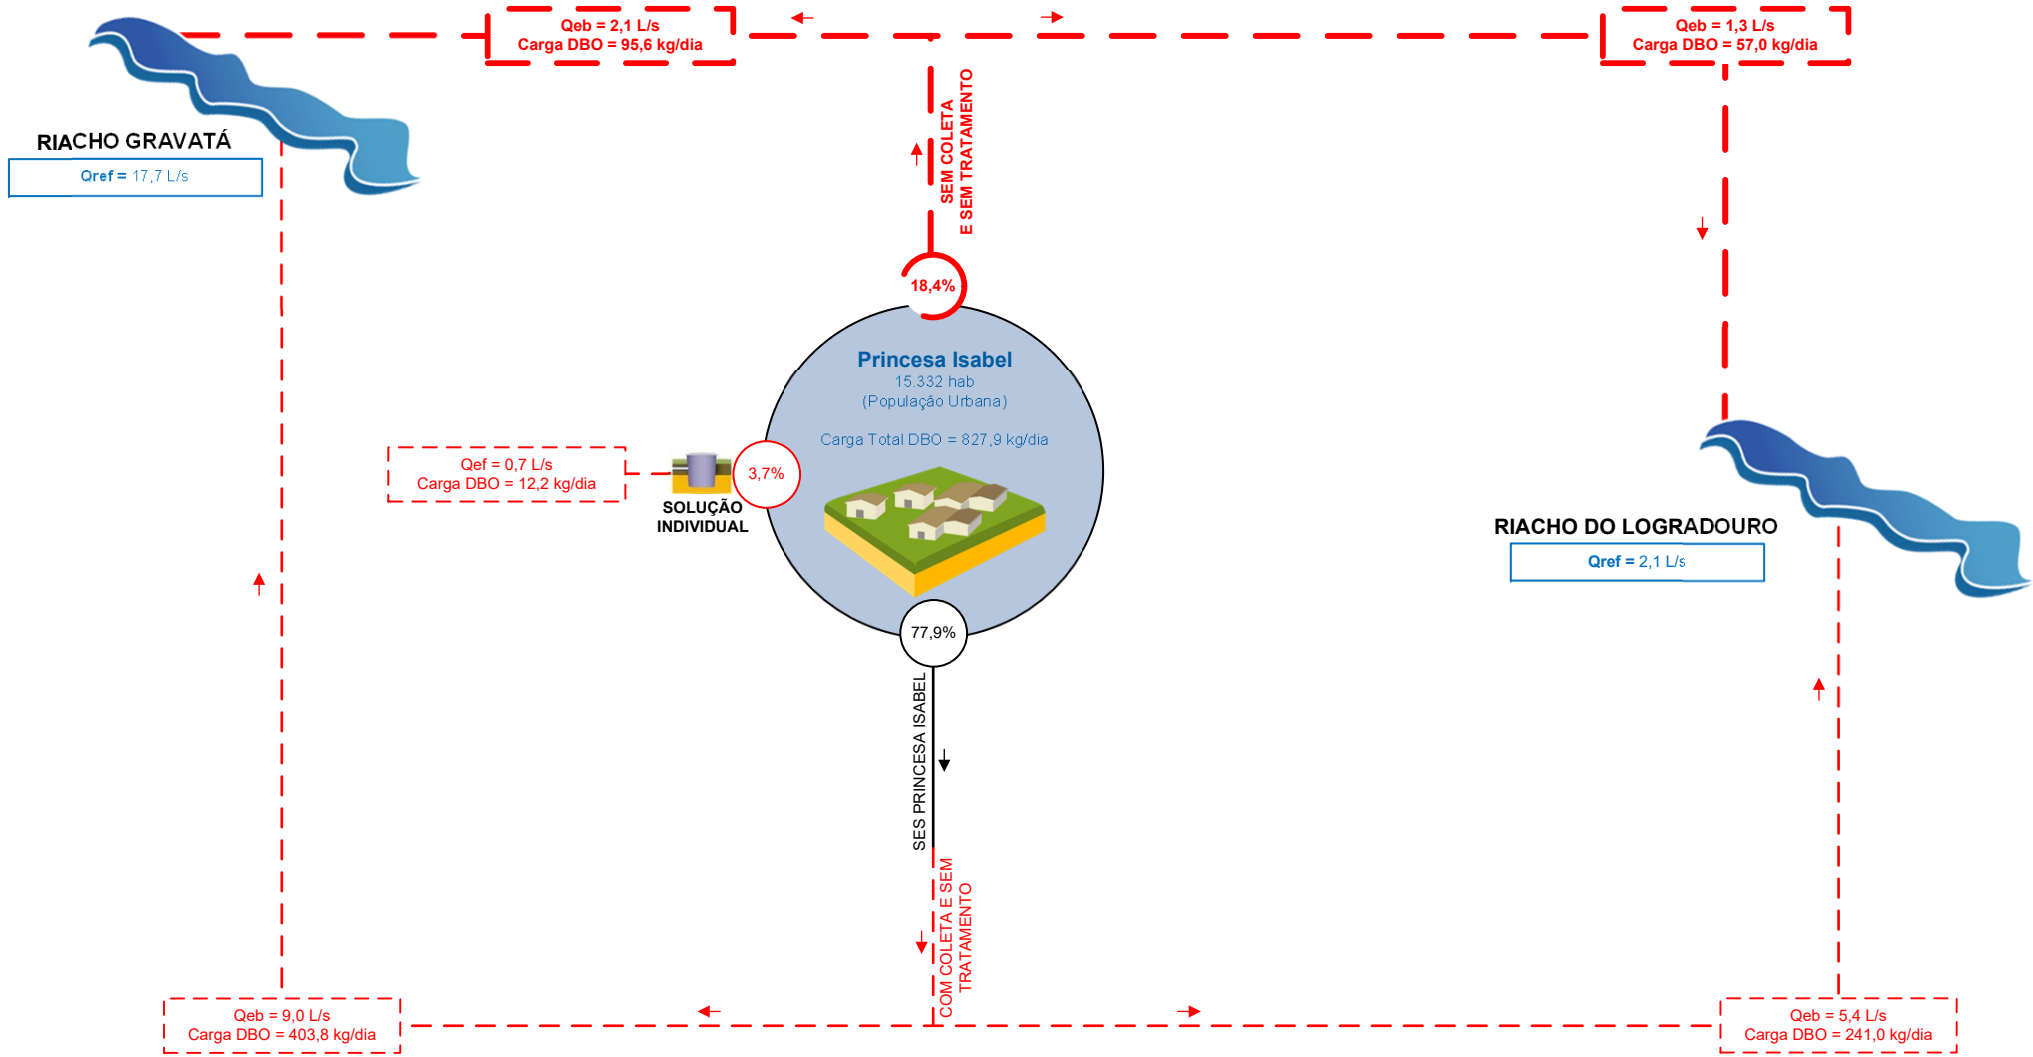 Qeb = 2,1 L/s
Carga DBO = 95,6 kg/dia
Qeb = 1,3 L/s
Carga DBO = 57,0 kg/dia
RIACHO GRAVATÁ
Qref = 17,7 L/s
SEM COLETA
E SEM TRATAMENTO
18,4%
Princesa Isabel
15.332 hab
(População Urbana)
Carga Total DBO = 827,9 kg/dia
Qef = 0,7 L/s
Carga DBO = 12,2 kg/dia
3,7%
SOLUÇÃO
INDIVIDUAL
RIACHO DO LOGRADOURO
Qref = 2,1 L/s
77,9%
SES PRINCESA ISABEL
COM COLETA E SEM
TRATAMENTO
Qeb = 9,0 L/s
Carga DBO = 403,8 kg/dia
Qeb = 5,4 L/s
Carga DBO = 241,0 kg/dia